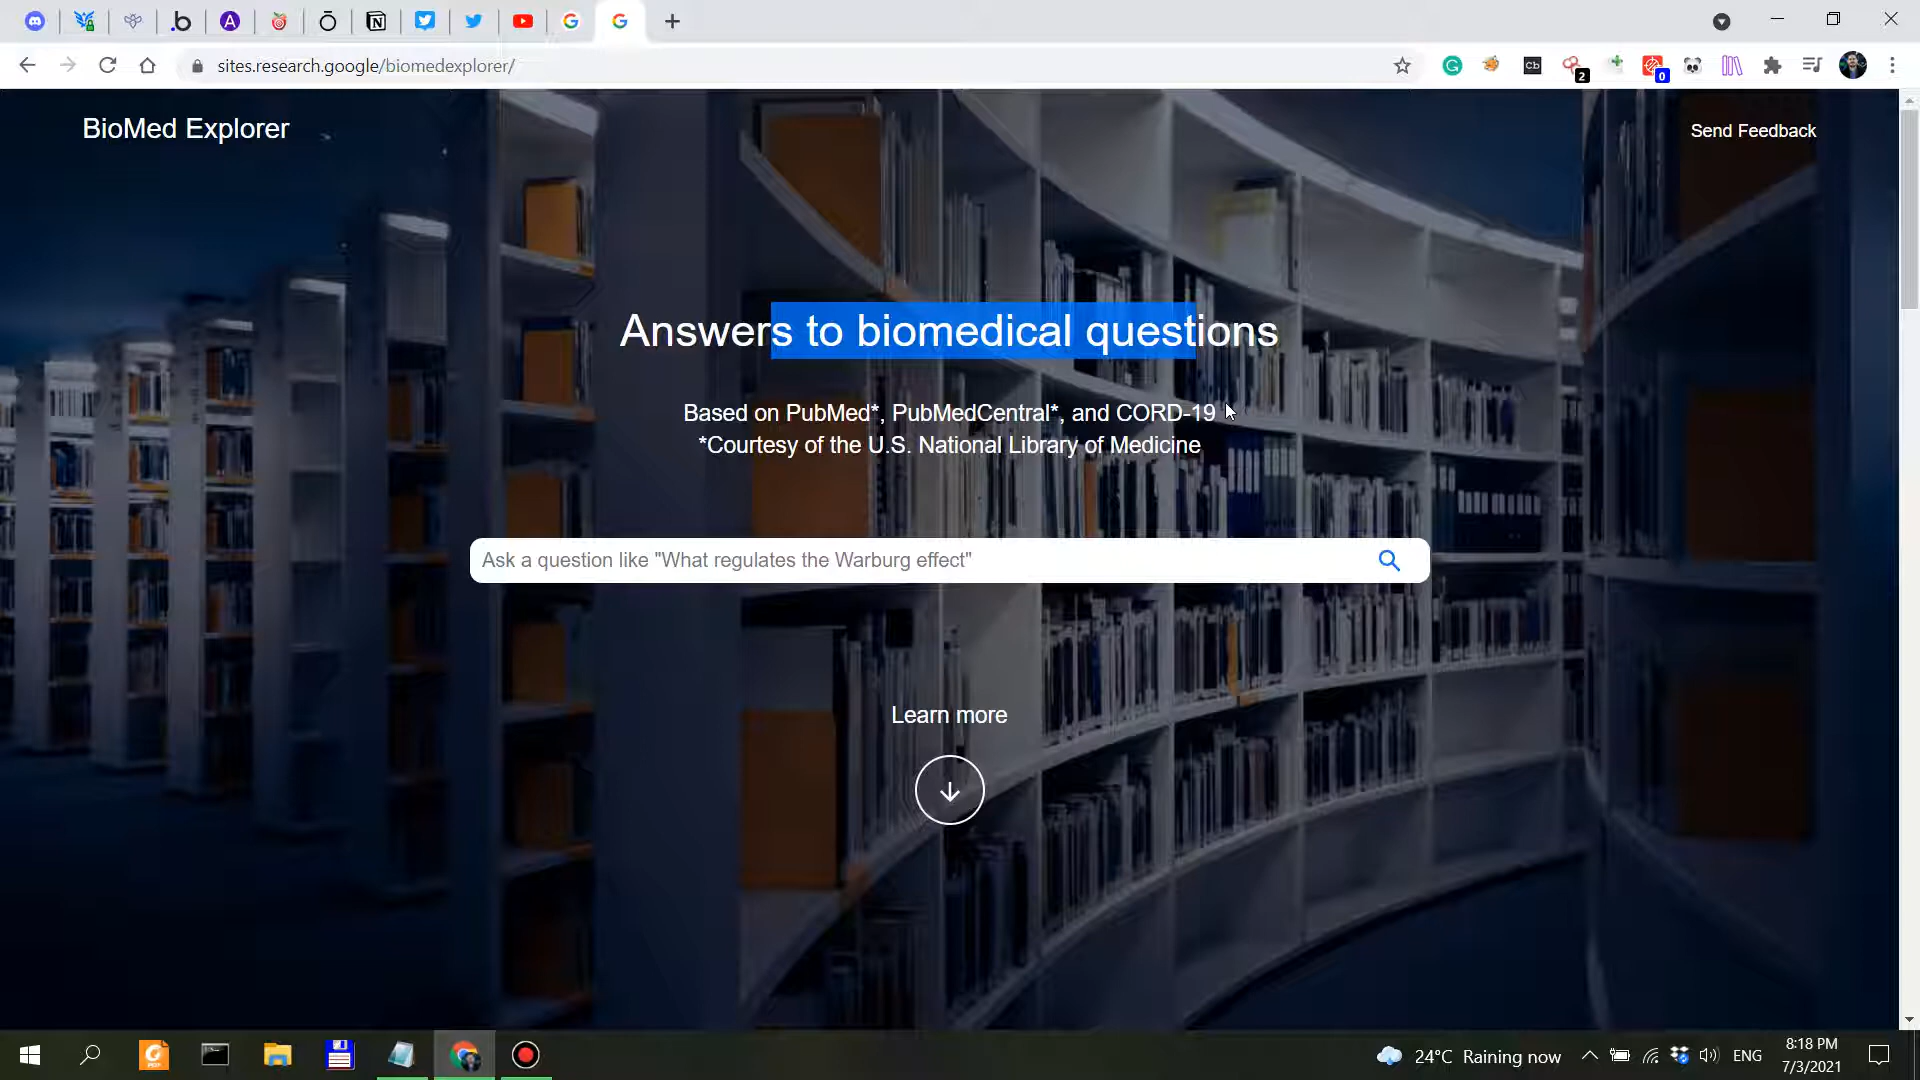 sites.research.google/biomedexplorer/
2
0
BioMed Explorer
Send Feedback
Answers to biomedical questions
Based on PubMed*, PubMedCentral*, and CORD-19
*Courtesy of the U.S. National Library of Medicine
Ask a question like "What regulates the Warburg effect"
Learn more
24°C Raining now
ENG
8:18 PM
7/3/2021